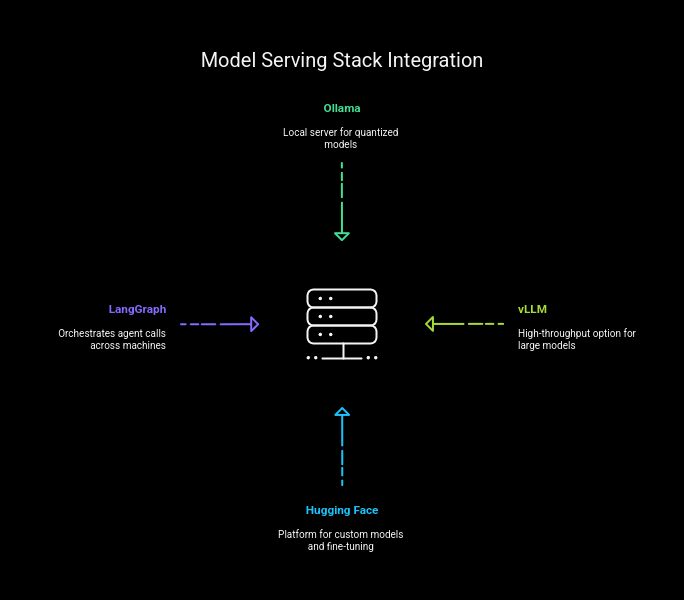 Model Serving Stack Integration
Ollama
Local server for quantized
models
LangGraph
Orchestrates agent calls
across machines
vLLM
High-throughput option for
large models
Hugging Face
Platform for custom models
and fine-tuning